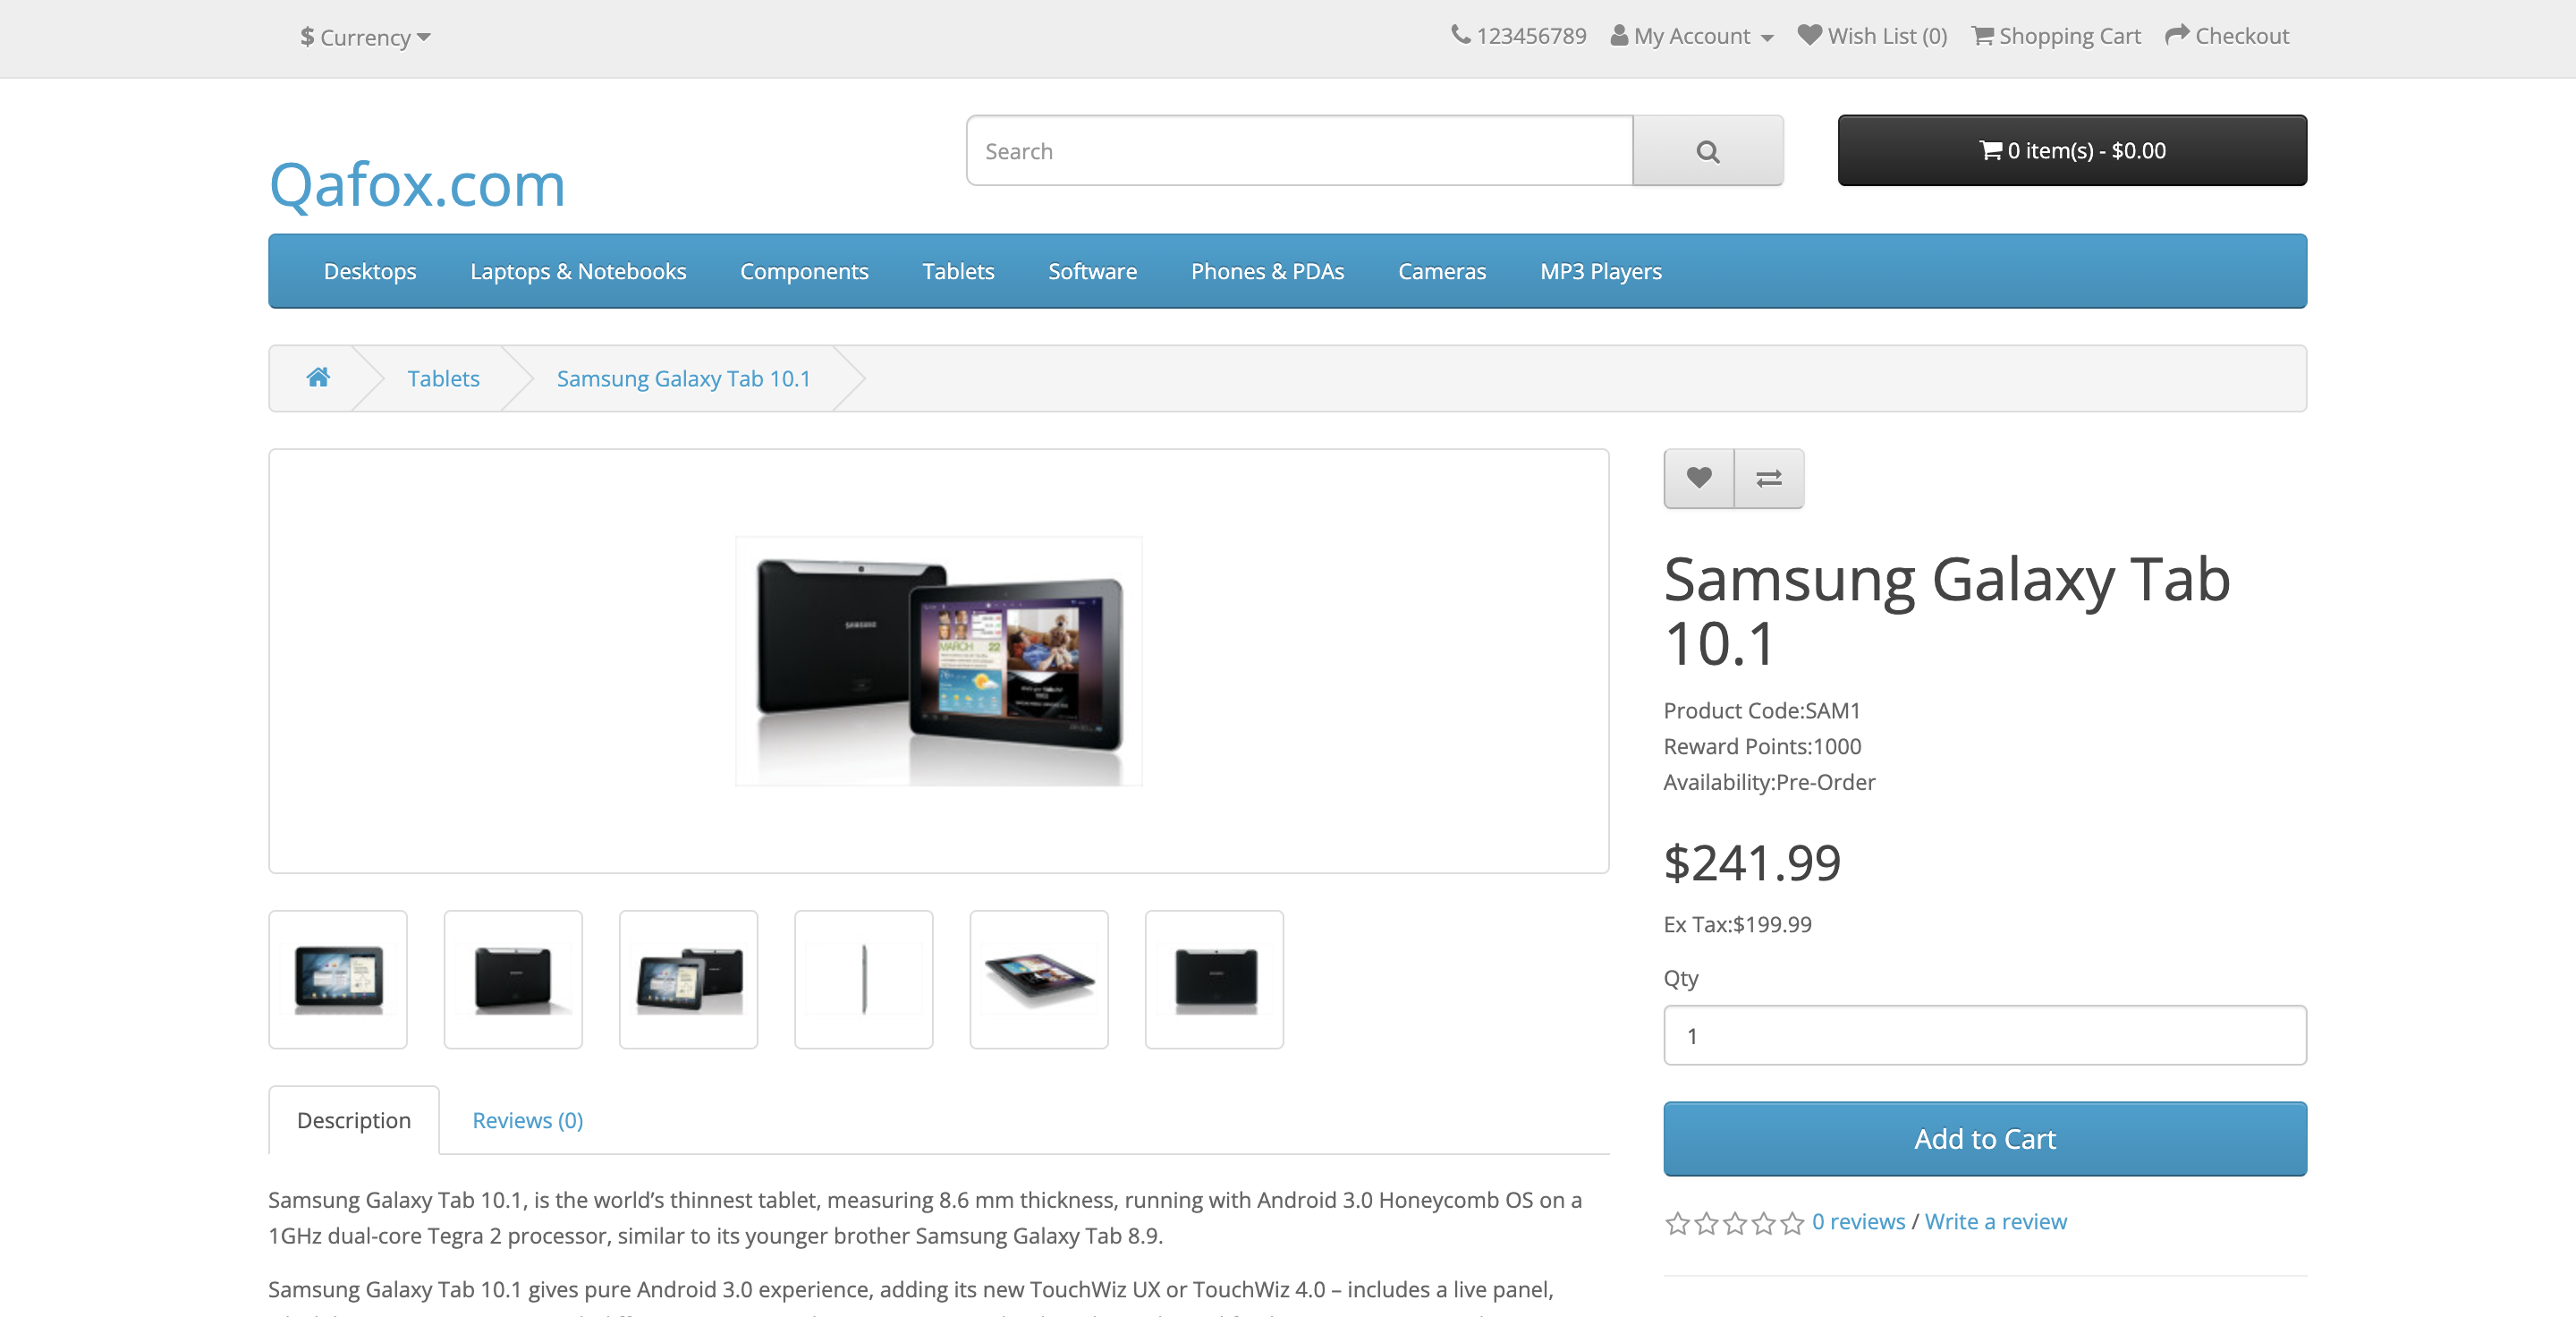 $ Currency
123456789 My Account Wish List (0) Shopping Cart Checkout
Qafox.com
Search
0 item(s) - $0.00
Desktops Laptops & Notebooks Components Tablets Software Phones & PDAs Cameras MP3 Players
Tablets Samsung Galaxy Tab 10.1
SAMSUNG
MARCH 22
Samsung Galaxy Tab
10.1
Product Code:SAM1
Reward Points:1000
Availability:Pre-Order
$241.99
Ex Tax:$199.99
Qty
1
Add to Cart
0 reviews / Write a review
Description Reviews (0)
Samsung Galaxy Tab 10.1, is the world’s thinnest tablet, measuring 8.6 mm thickness, running with Android 3.0 Honeycomb OS on a
1GHz dual-core Tegra 2 processor, similar to its younger brother Samsung Galaxy Tab 8.9.
Samsung Galaxy Tab 10.1 gives pure Android 3.0 experience, adding its new TouchWiz UX or TouchWiz 4.0 – includes a live panel,